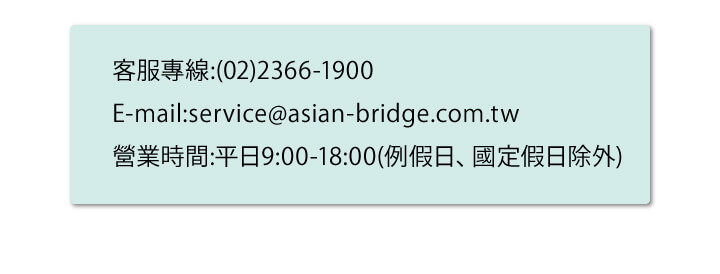 客服專線:(02)2366-1900
E-mail:service@asian-bridge.com.tw
營業時間:平日9:00-18:00(例假日、國定假日除外)